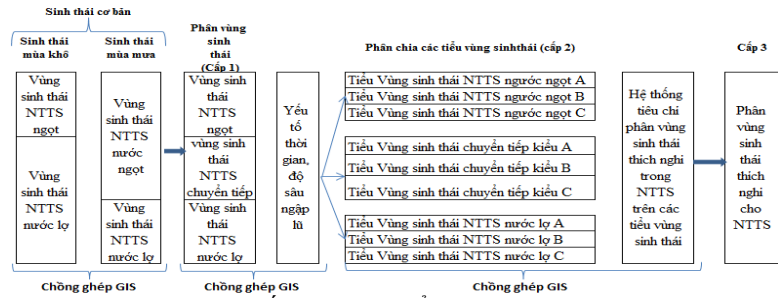 Sinh thái cơ bản
Sinh thái
mùa khô
Sinh thái
mùa mưa
Phân vùng
sinh
thái
(Cấp 1)
Phân chia các tiểu vùng sinhthái (cấp 2)
Cấp 3
Vùng
sinh thái
NTTS
ngọt
Vùng
sinh thái
NTTS
nước lợ
Vùng
sinh thái
NTTS
nước
ngọt
Vùng
sinh thái
NTTS
nước lợ
Vùng sinh
thái
NTTS
ngọt
vùng sinh
thái
NTTS
chuyển tiếp
Vùng sinh
thái
NTTS
nước lợ
Yếu
tố
thời
gian,
độ
sâu
ngập
lũ
Tiểu Vùng sinh thái NTTS ngước ngọt A
Tiểu Vùng sinh thái NTTS ngước ngọt B
Tiểu Vùng sinh thái NTTS ngước ngọt C
Tiểu Vùng sinh thái chuyển tiếp kiểu A
Tiểu Vùng sinh thái chuyển tiếp kiểu B
Tiểu Vùng sinh thái chuyển tiếp kiểu C
Tiểu Vùng sinh thái NTTS nước lợ A
Tiểu Vùng sinh thái NTTS nước lợ B
Tiểu Vùng sinh thái NTTS nước lợ C
Hệ thống
tiêu chí
phân vùng
sinh thái
thích nghi
trong
NTTS
trên các
tiểu vùng
sinh thái
Phân
vùng
sinh
thái
thích
nghi
cho
NTTS
Chồng ghép GIS
Chồng ghép GIS
Chồng ghép GIS